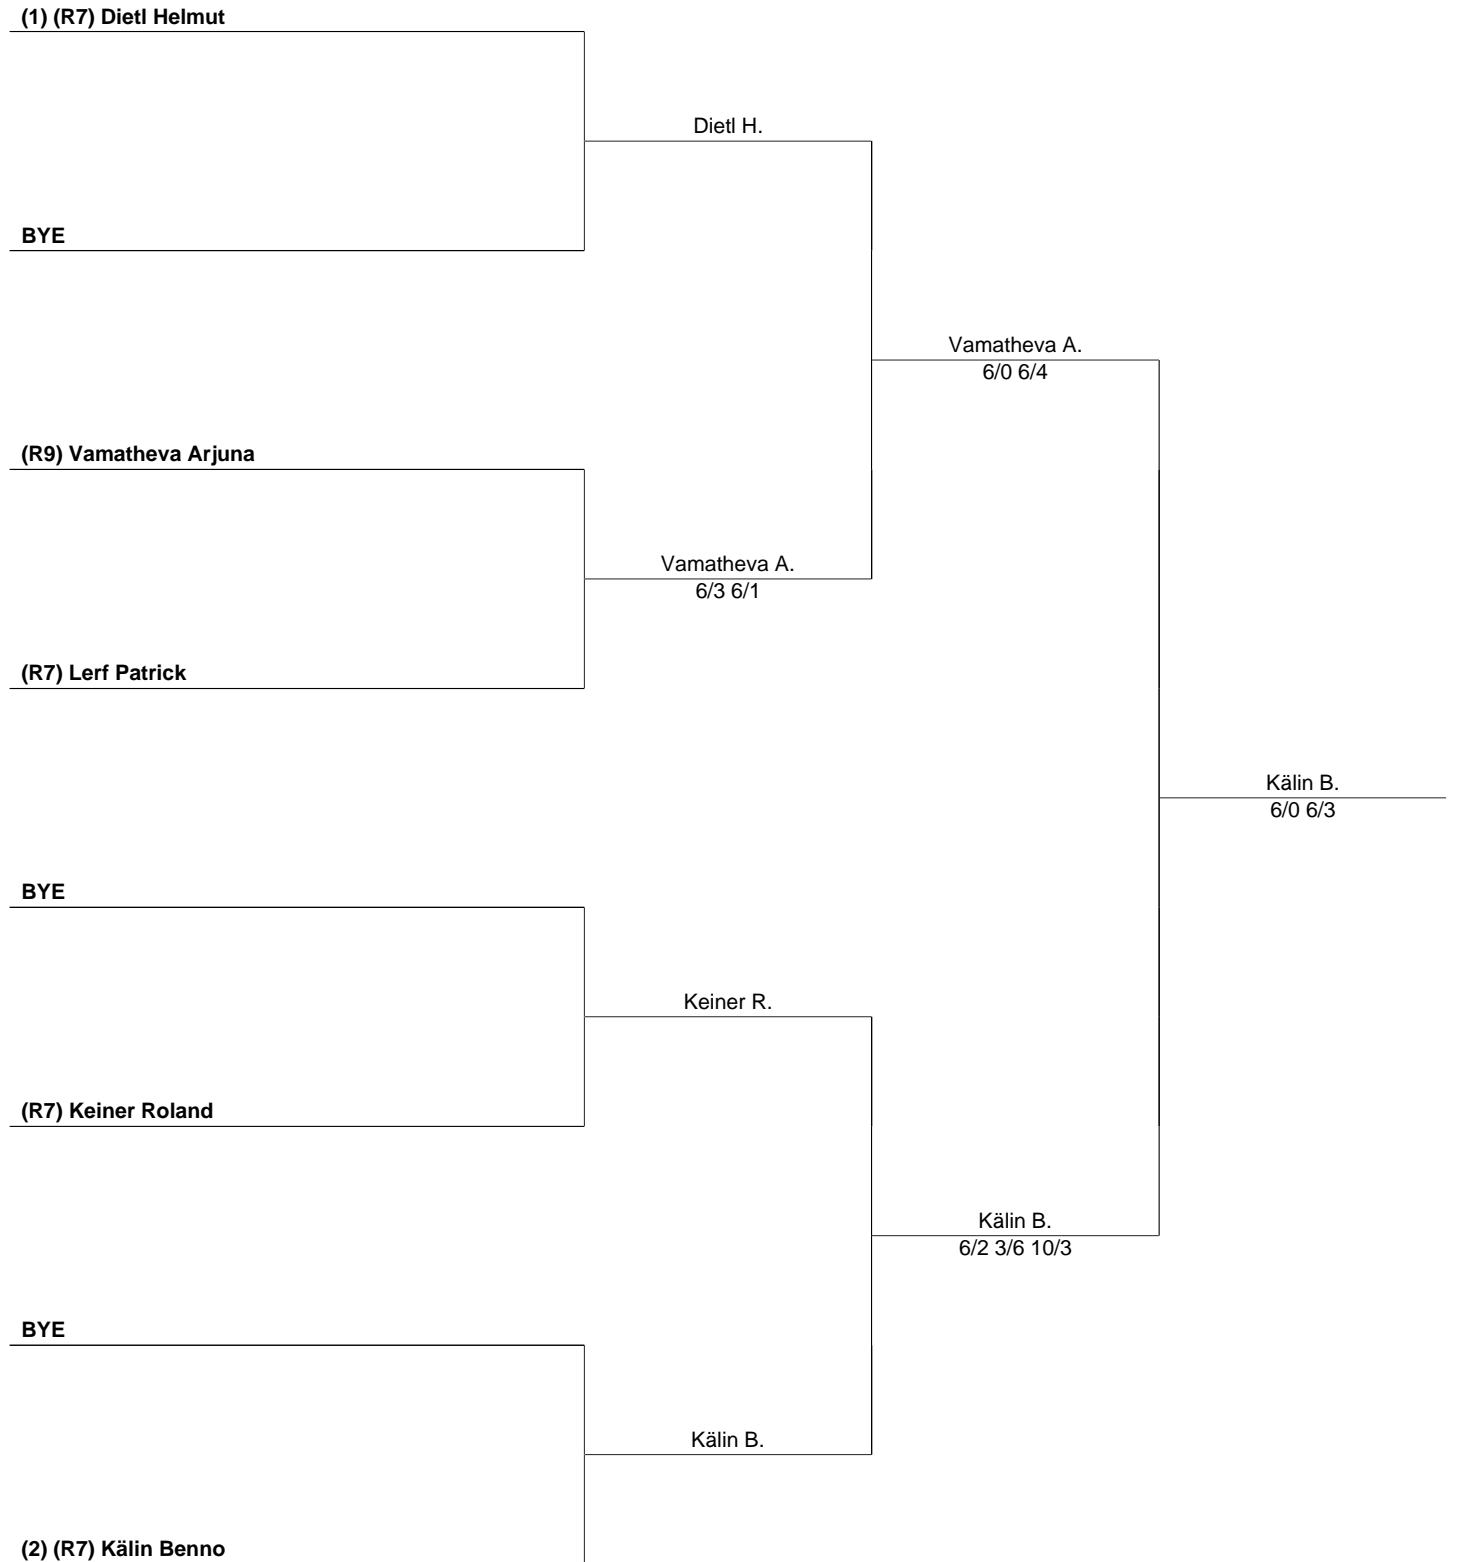 (1) (R7) Dietl Helmut
Dietl H.
BYE
Vamatheva A.
6/0 6/4
(R9) Vamatheva Arjuna
Vamatheva A.
6/3 6/1
(R7) Lerf Patrick
Kälin B.
6/0 6/3
BYE
Keiner R.
(R7) Keiner Roland
Kälin B.
6/2 3/6 10/3
BYE
Kälin B.
(2) (R7) Kälin Benno